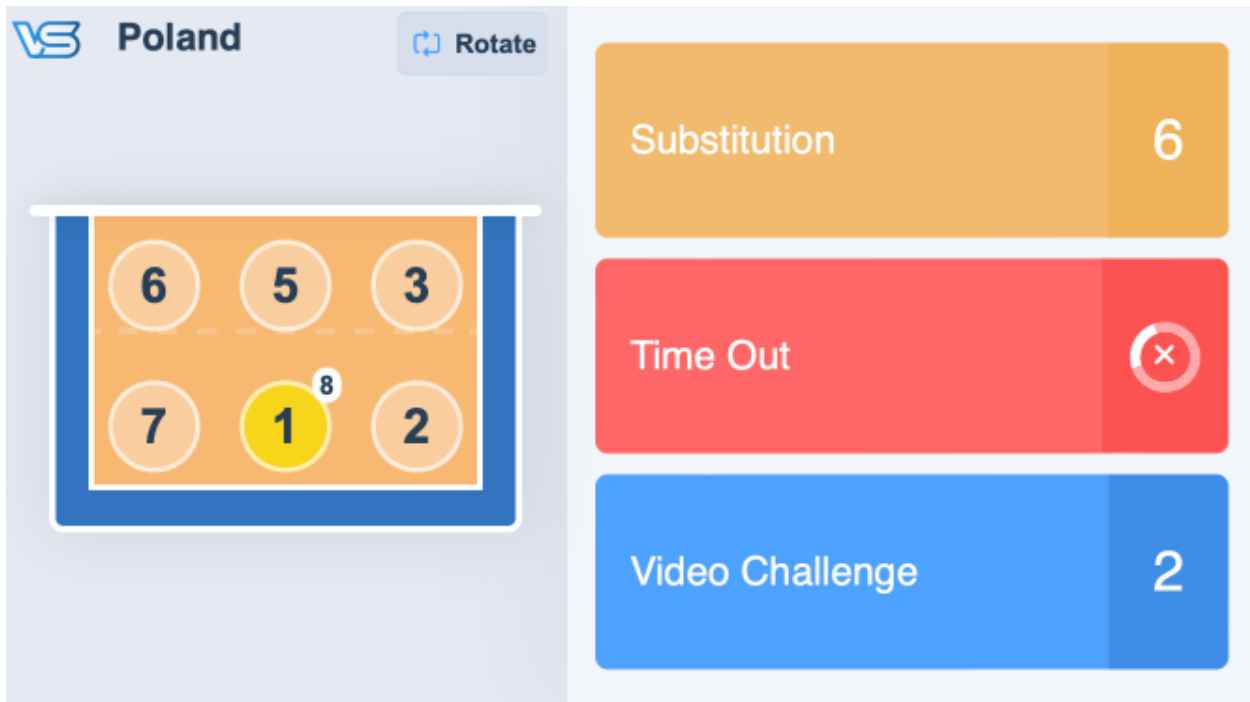 VS Poland Rotate
6 5 3
8
7 1 2
Substitution 6
Time Out ×
Video Challenge 2